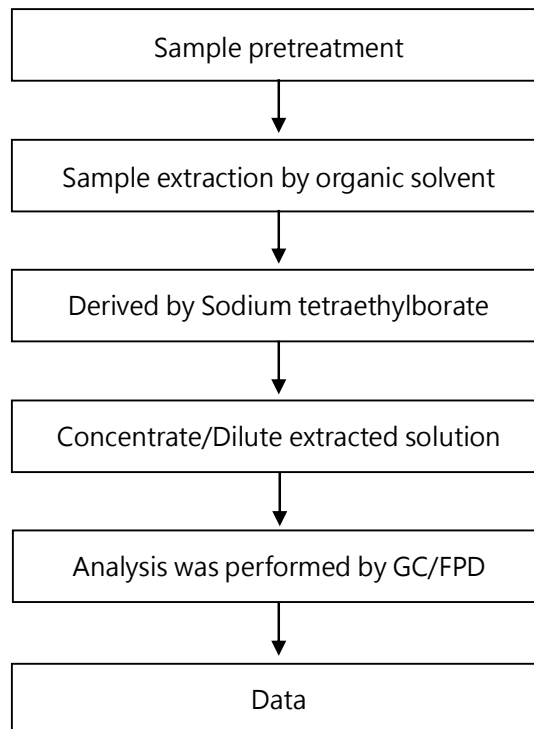 Sample pretreatment
Sample extraction by organic solvent
Derived by Sodium tetraethylborate
Concentrate/Dilute extracted solution
Analysis was performed by GC/FPD
Data